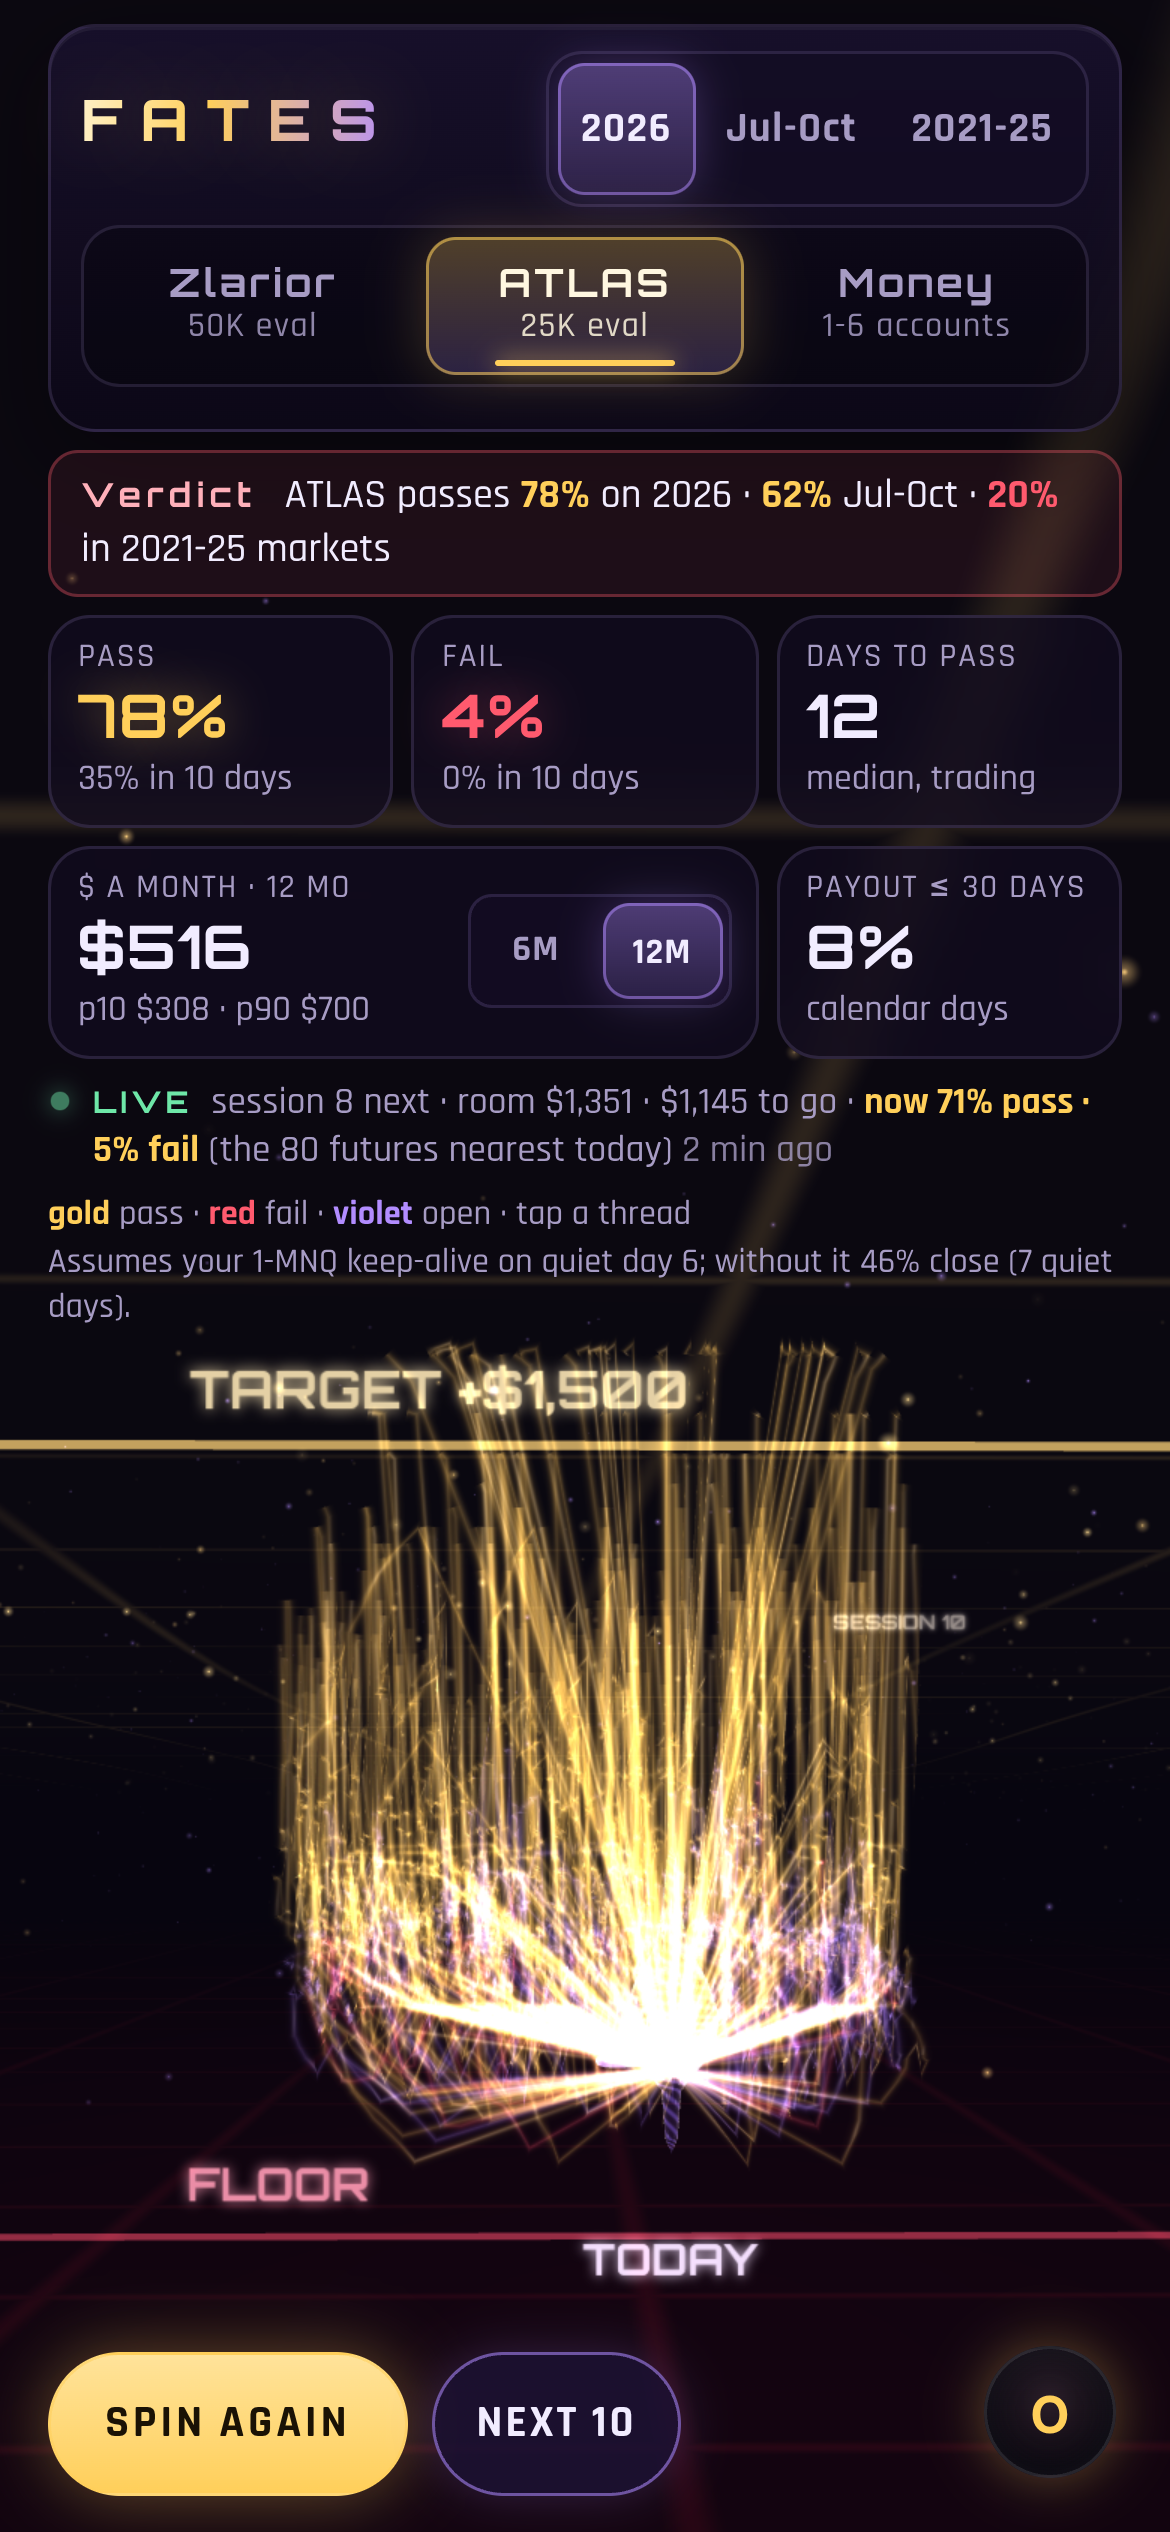 FATES
2026 Jul-Oct 2021-25
Zlarior ATLAS Money
50K eval 25K eval 1-6 accounts
Verdict ATLAS passes 78% on 2026 · 62% Jul-Oct · 20%
in 2021-25 markets
PASS FAIL DAYS TO PASS
78% 4% 12
35% in 10 days 0% in 10 days median, trading
$ A MONTH · 12 MO PAYOUT ≤ 30 DAYS
$516 6M 12M 8%
p10 $308 · p90 $700 calendar days
LIVE session 8 next · room $1,351 · $1,145 to go · now 71% pass ·
5% fail (the 80 futures nearest today) 2 min ago
gold pass · red fail · violet open · tap a thread
Assumes your 1-MNQ keep-alive on quiet day 6; without it 46% close (7 quiet
days).
TARGET +$1,500
SESSION 10
FLOOR
TODAY
SPIN AGAIN NEXT 10 O